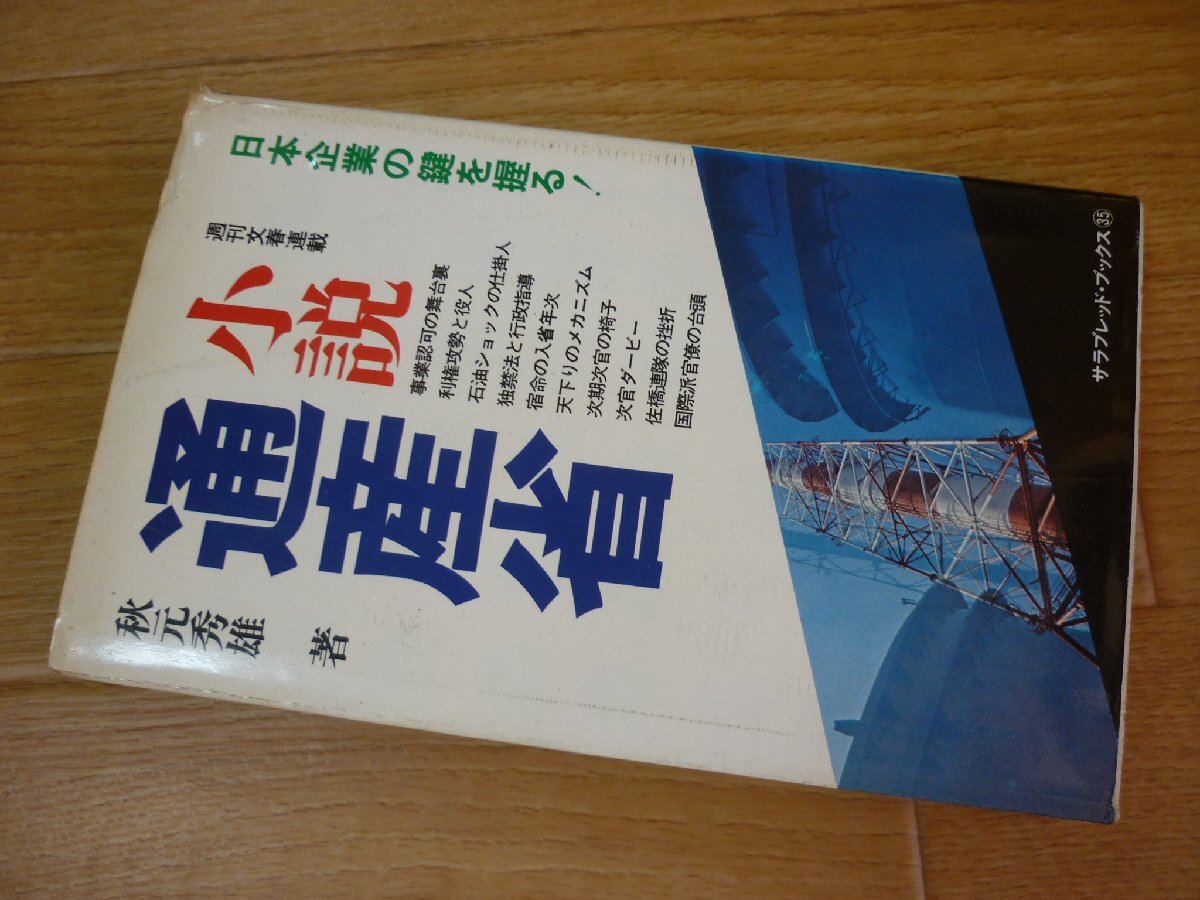 日本企業の鍵を握る!
週刊文春連載
小説
通産省
事業認可の舞台裏
利権攻勢と役人
石油ショックの仕掛人
独禁法と行政指導
宿命の入省年次
天下りのメカニズム
次期次官の椅子
次官ダービー
佐橋連隊の挫折
国際派官僚の台頭
秋元秀雄 著
サラブレッド・ブックス㉟